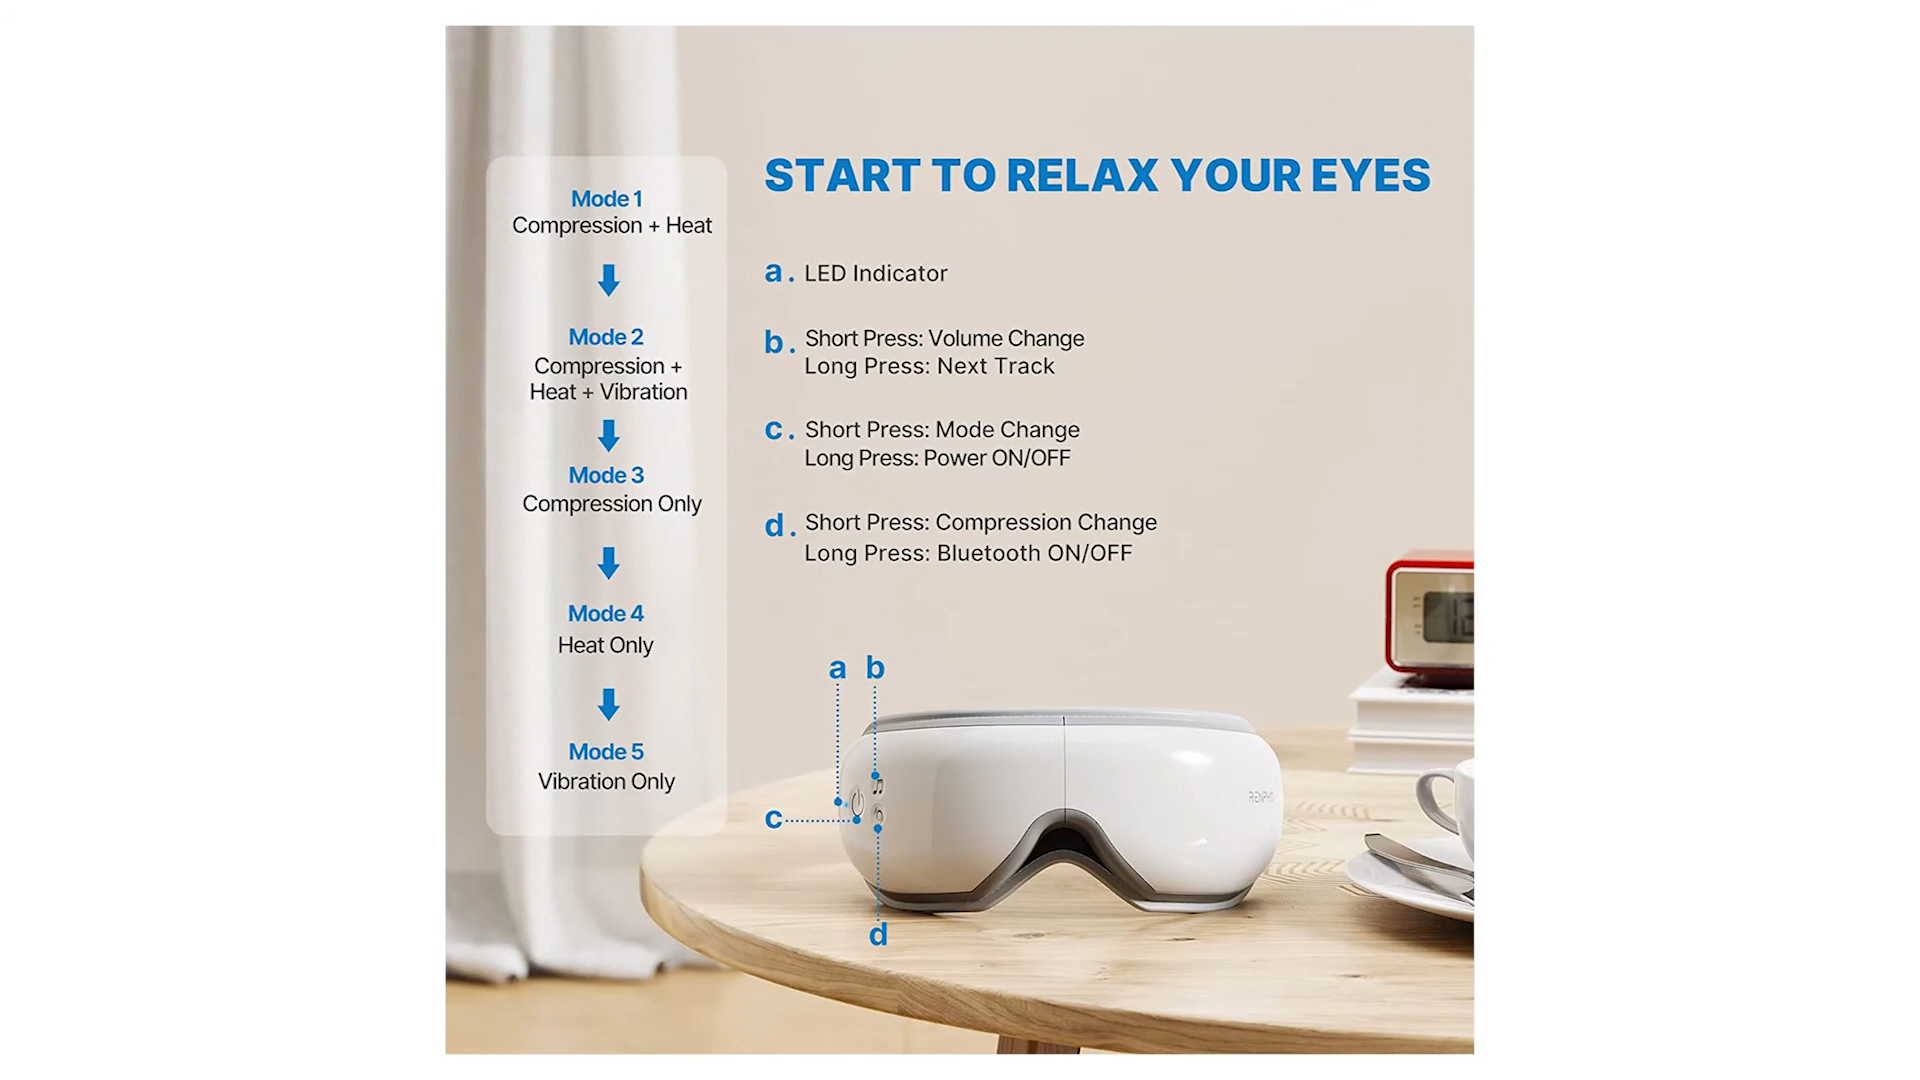 START TO RELAX YOUR EYES
Mode 1
Compression + Heat
Mode 2
Compression +
Heat + Vibration
Mode 3
Compression Only
Mode 4
Heat Only
Mode 5
Vibration Only
a. LED Indicator
b. Short Press: Volume Change
Long Press: Next Track
c. Short Press: Mode Change
Long Press: Power ON/OFF
d. Short Press: Compression Change
Long Press: Bluetooth ON/OFF
a b
c
d
RENPHO